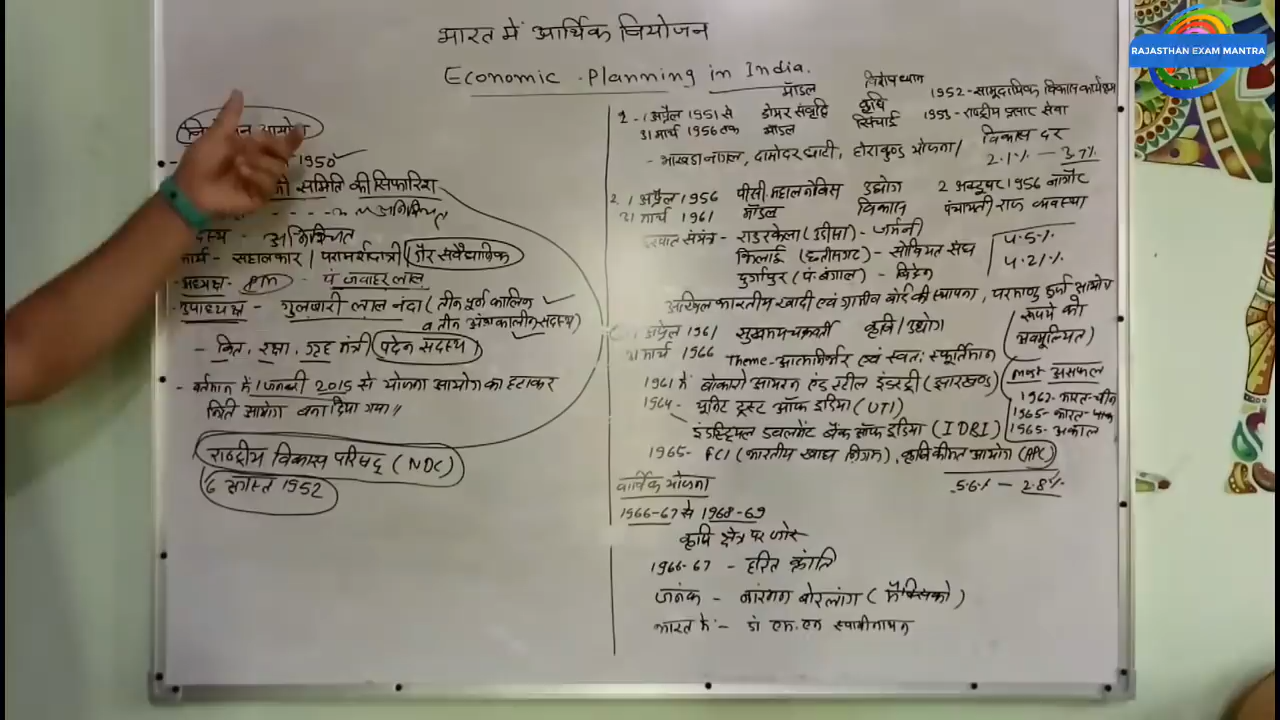 भारत में आर्थिक नियोजन
Economic Planning in India.
RAJASTHAN EXAM MANTRA
1950
समिति की सिफारिश
अनिश्चित
सदस्य - अनिश्चित
कार्य - सहालकार / परामर्शदात्री / गैर सवैधानिक
- अध्यक्ष - PM - पं जवाहर लाल
- उपाध्यक्ष - गुलजारी लाल नंदा ( तीन पूर्ण कालिन
व तीन अंशकालीन सदस्य)
- वित, रक्षा, गृह मंत्री पदेन सदस्य
- वर्तमान में 1 जनवरी 2015 से योजना आयोग को हटाकर
निति आयोग बना दिया गया॥
राष्ट्रीय विकास परिषद् (NDC)
6 अगस्त 1952
मॉडल विशेष ध्यान
1 अप्रैल 1951 से डोमर संवृद्धि कृषि 1952 - सामुदायिक विकास कार्यक्रम
31 मार्च 1956 तक मॉडल सिंचाई 1953 - राष्ट्रीय प्रसार सेवा
- भाखडा नांगल, दामोदर घाटी, हीराकुण्ड योजना / विकास दर
2.1% - 3.7%
2. 1 अप्रैल 1956 पीसी. महालनोविस उद्योग 2 अक्टूबर 1956 नागौर
31 मार्च 1961 मॉडल विकास पंचायती राज व्यवस्था
इस्पात संयंत्र - राउरकेला (उडीसा) - जर्मनी
भिलाई (छतीसगढ) - सोवियत संघ 4.5%
दुर्गापुर (पं. बंगाल) - ब्रिटेन 4.21%
अखिल भारतीय खादी एवं ग्रामीण बोर्ड की स्थापना, परमाणु ऊर्जा आयोग
1 अप्रैल 1961 सुखमय चक्रवर्ती कृषि / उद्योग रूपये का
31 मार्च 1966 Theme - आत्मनिर्भर एवं स्वतः स्फूर्तिमान अवमूल्यन)
1961 में बोकारो आयरन एंड स्टील इंडस्ट्री (झारखण्ड) most असफल
1964 - यूनिट ट्रस्ट ऑफ इंडिया (UTI) 1962 - भारत-चीन
1965 - भारत-पाक
इंडस्ट्रियल डवलपमेंट बैंक ऑफ इंडिया (IDBI) 1965 - अकाल
1965 - FCI (भारतीय खाद्य निगम), कृषि कीमत आयोग (APC)
5.6% - 2.8%
वार्षिक योजना
1966-67 से 1968-69
कृषि क्षेत्र पर जोर
1966-67 - हरित क्रांति
जनक - नारमन बोरलांग (मैक्सिको)
भारत में :- डॉ एम. एस स्वामीनाथन